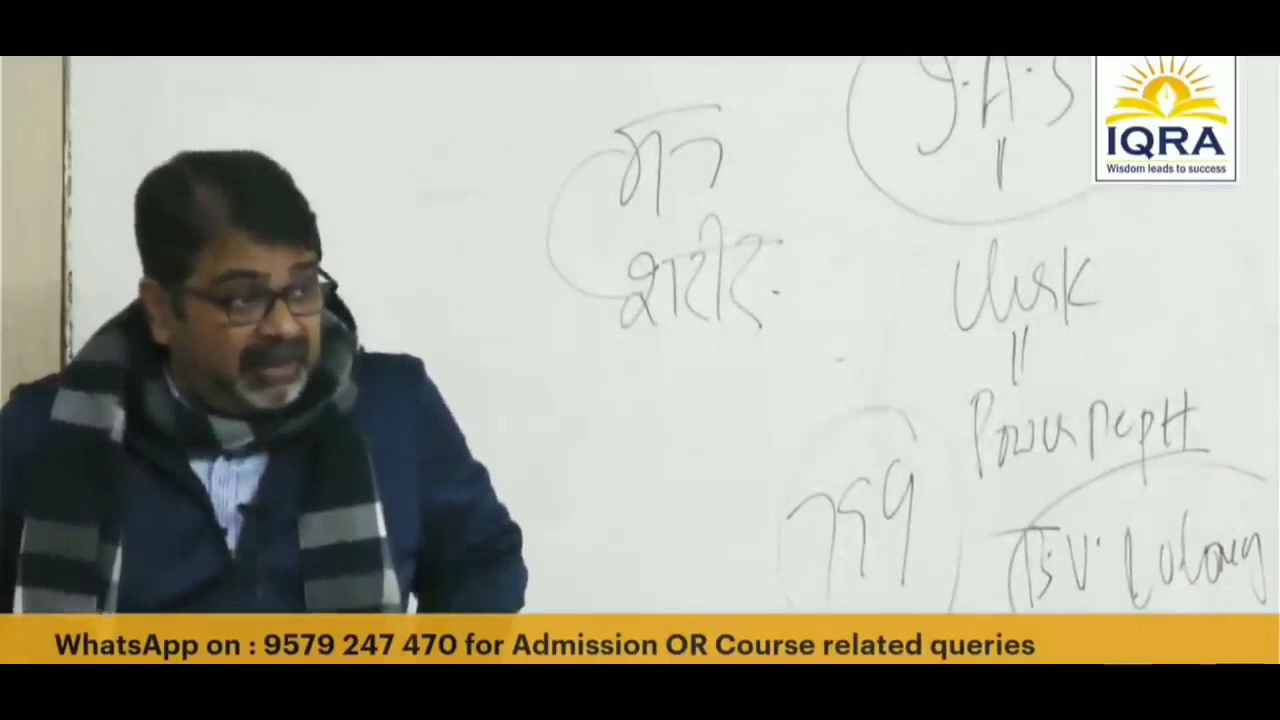 I.A.S
IQRA
Wisdom leads to success
मन
शरीर
Clerk
Power Deptt
WhatsApp on : 9579 247 470 for Admission OR Course related queries